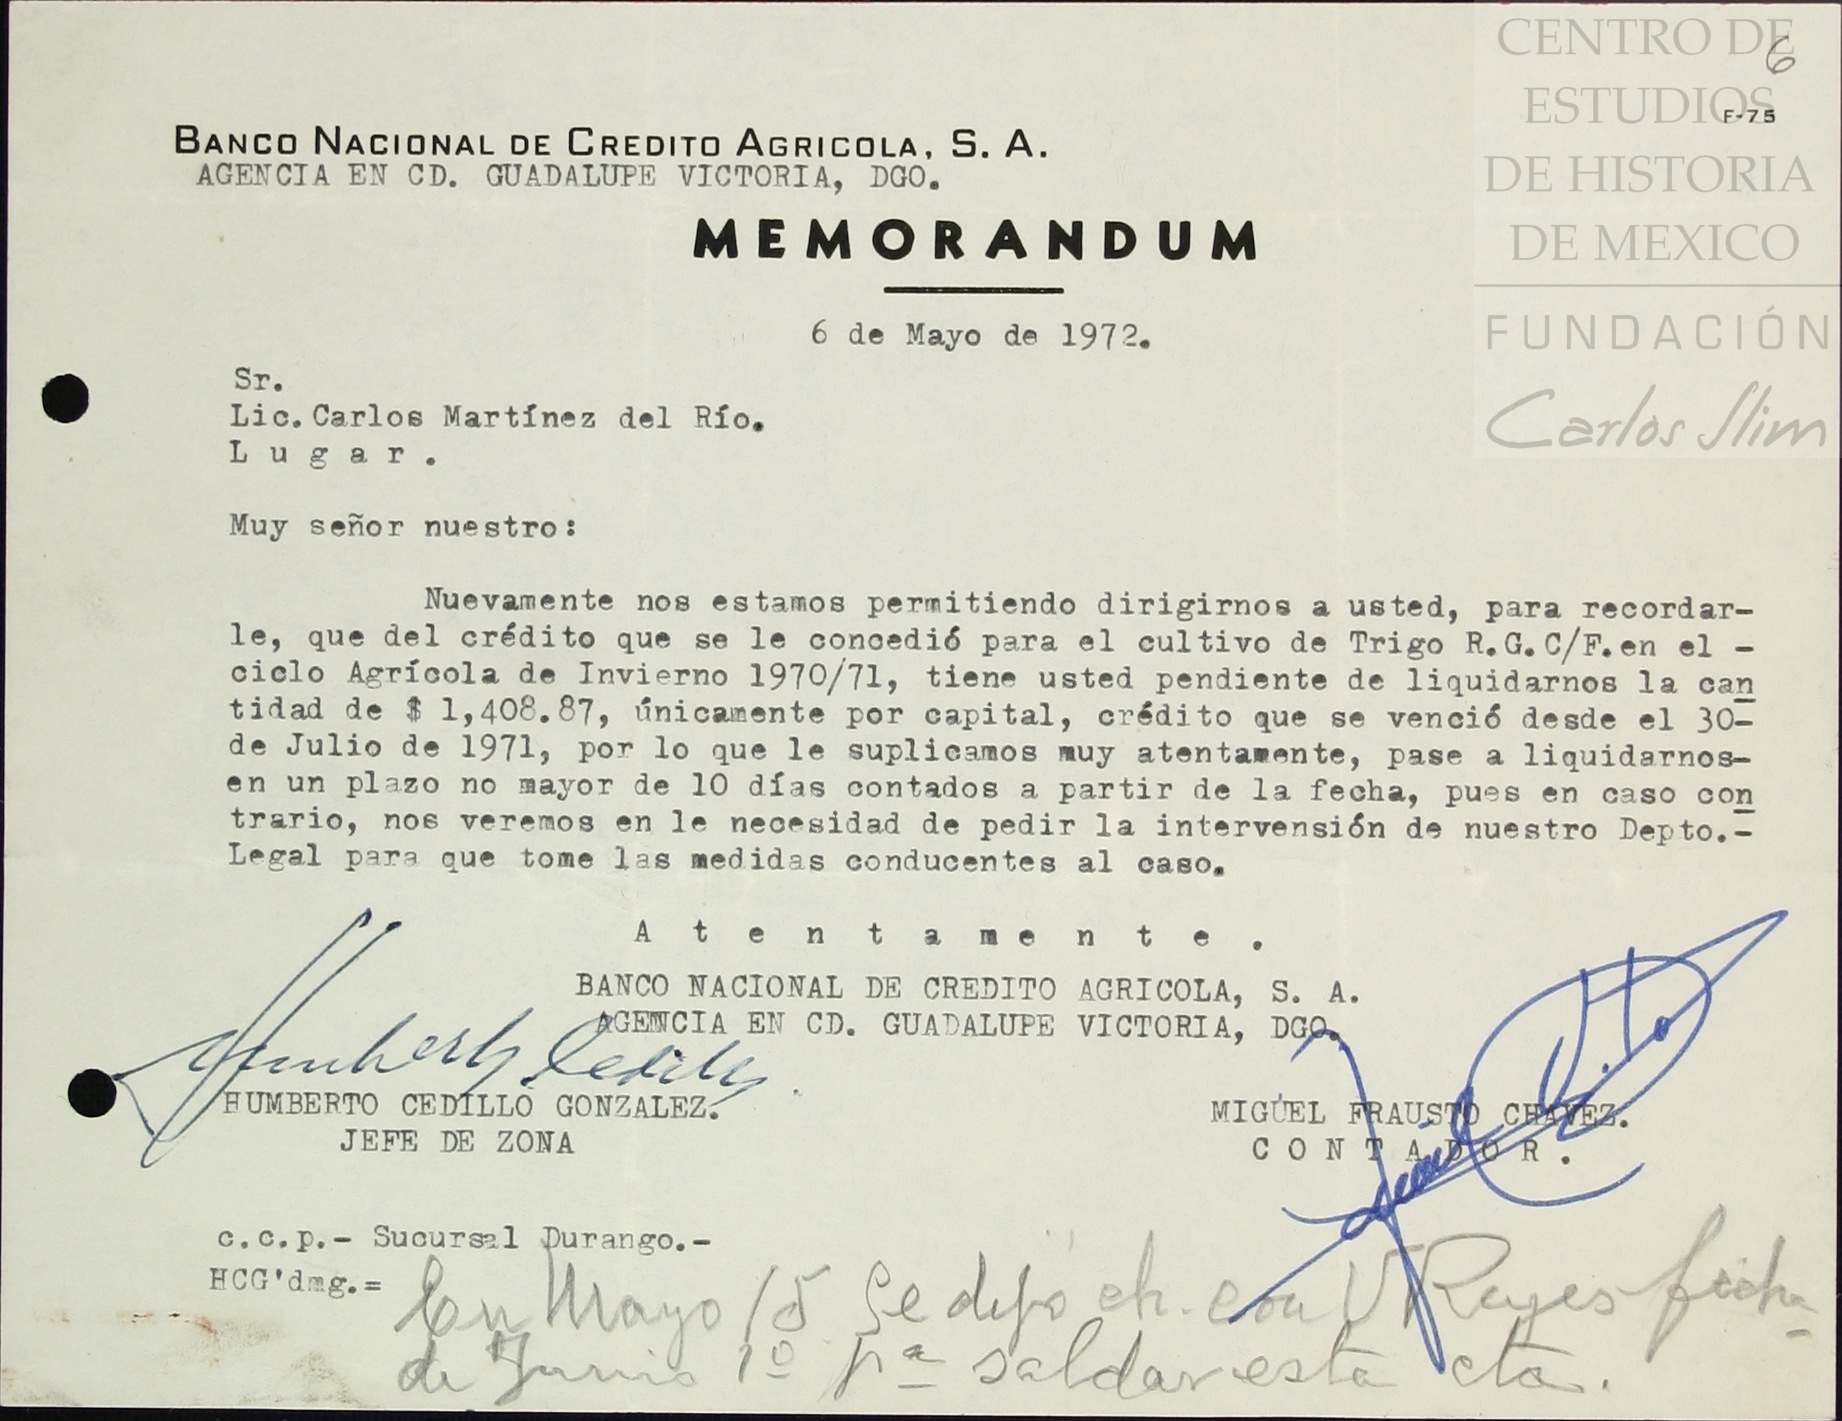 CENTRO DE
ESTUDIOS
DE HISTORIA
DE MEXICO
FUNDACIÓN
Carlos Slim
6
F-75
BANCO NACIONAL DE CREDITO AGRICOLA, S. A.
AGENCIA EN CD. GUADALUPE VICTORIA, DGO.
MEMORANDUM
6 de Mayo de 1972.
Sr.
Lic. Carlos Martínez del Río.
L u g a r .
Muy señor nuestro:
Nuevamente nos estamos permitiendo dirigirnos a usted, para recordar-
le, que del crédito que se le concedió para el cultivo de Trigo R.G.C/F. en el -
ciclo Agrícola de Invierno 1970/71, tiene usted pendiente de liquidarnos la can
tidad de $ 1,408.87, únicamente por capital, crédito que se venció desde el 30-
de Julio de 1971, por lo que le suplicamos muy atentamente, pase a liquidarnos-
en un plazo no mayor de 10 días contados a partir de la fecha, pues en caso con
trario, nos veremos en le necesidad de pedir la intervensión de nuestro Depto.-
Legal para que tome las medidas conducentes al caso.
A t e n t a m e n t e .
BANCO NACIONAL DE CREDITO AGRICOLA, S. A.
AGENCIA EN CD. GUADALUPE VICTORIA, DGO.
Humberto Cedillo
HUMBERTO CEDILLO GONZALEZ.
JEFE DE ZONA
MIGUEL FRAUSTO CHAVEZ.
C O N T A D O R .
c.c.p.- Sucursal Durango.-
HCG'dmg.=
En Mayo 15 Se dejo ch. con V Reyes fecha-
de Junio 1º pª saldar esta cta.